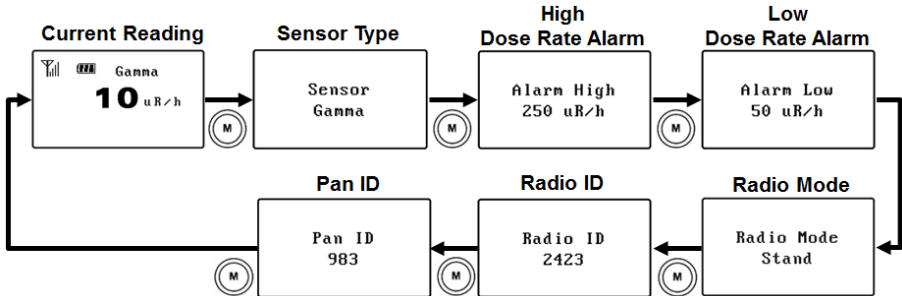 Current Reading
Sensor Type
High
Dose Rate Alarm
Low
Dose Rate Alarm
Gamma
10 uR/h
Sensor
Gamma
Alarm High
250 uR/h
Alarm Low
50 uR/h
M
M
M
Pan ID
Radio ID
Radio Mode
Pan ID
983
Radio ID
2423
Radio Mode
Stand
M
M
M